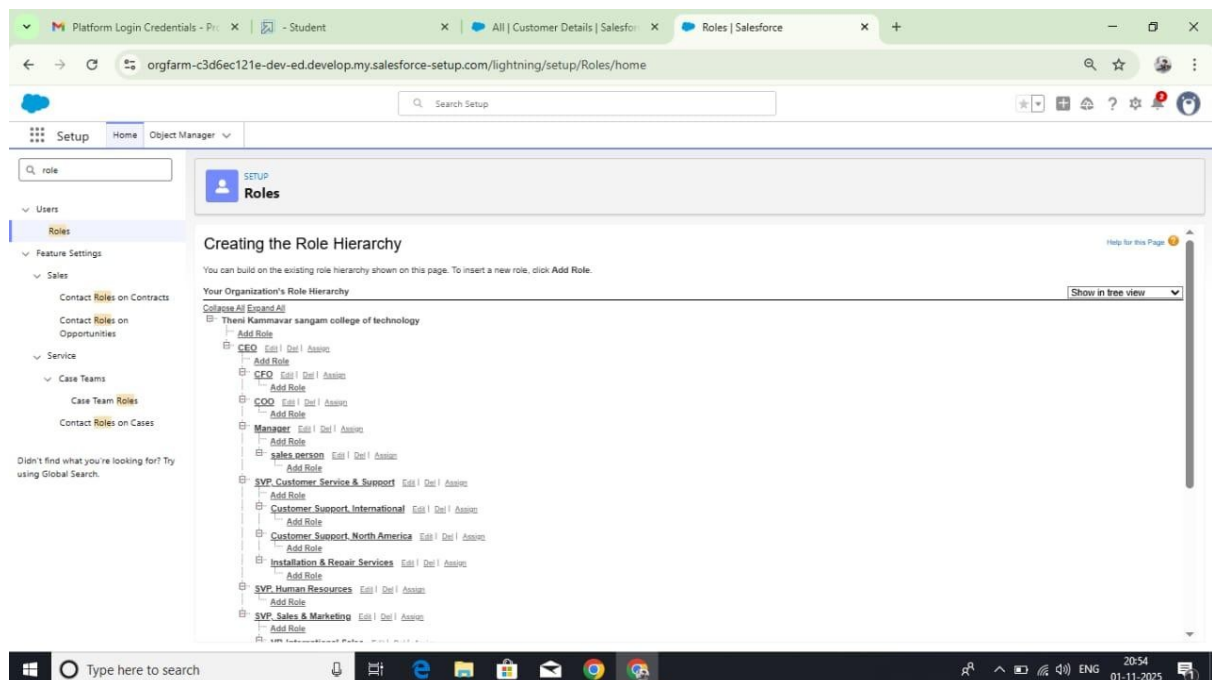 Platform Login Credentials - Pro
- Student
All | Customer Details | Salesfor
Roles | Salesforce
orgfarm-c3d6ec121e-dev-ed.develop.my.salesforce-setup.com/lightning/setup/Roles/home
Search Setup
Setup Home Object Manager
role
Users
Roles
Feature Settings
Sales
Contact Roles on Contracts
Contact Roles on
Opportunities
Service
Case Teams
Case Team Roles
Contact Roles on Cases
Didn't find what you're looking for? Try
using Global Search.
SETUP
Roles
Creating the Role Hierarchy
Help for this Page
You can build on the existing role hierarchy shown on this page. To insert a new role, click Add Role.
Your Organization's Role Hierarchy
Show in tree view
Collapse All Expand All
Theni Kammavar sangam college of technology
Add Role
CEO Edit | Del | Assign
Add Role
CFO Edit | Del | Assign
Add Role
COO Edit | Del | Assign
Add Role
Manager Edit | Del | Assign
Add Role
sales person Edit | Del | Assign
Add Role
SVP, Customer Service & Support Edit | Del | Assign
Add Role
Customer Support, International Edit | Del | Assign
Add Role
Customer Support, North America Edit | Del | Assign
Add Role
Installation & Repair Services Edit | Del | Assign
Add Role
SVP, Human Resources Edit | Del | Assign
Add Role
SVP, Sales & Marketing Edit | Del | Assign
Add Role
VP, International Sales Edit | Del | Assign
Type here to search
ENG
20:54
01-11-2025